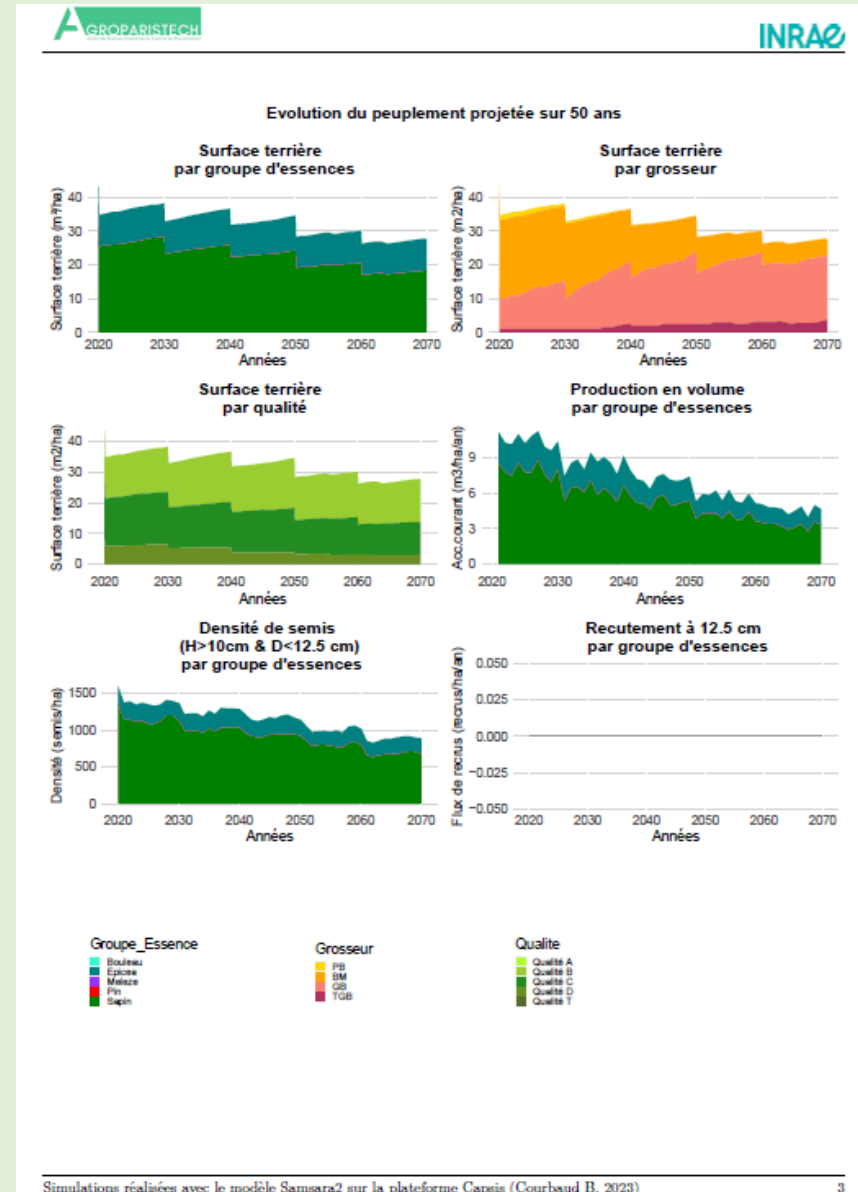 AGROPARISTECH
INRAE
Evolution du peuplement projetée sur 50 ans
Surface terrière
par groupe d'essences
Surface terrière (m²/ha)
40
30
20
10
0
2020 2030 2040 2050 2060 2070
Années
Surface terrière
par grosseur
Surface terrière (m2/ha)
40
30
20
10
0
2020 2030 2040 2050 2060 2070
Années
Surface terrière
par qualité
Surface terrière (m2/ha)
40
30
20
10
0
2020 2030 2040 2050 2060 2070
Années
Production en volume
par groupe d'essences
Acc.courant (m3/ha/an)
9
6
3
0
2020 2030 2040 2050 2060 2070
Années
Densité de semis
(H>10cm & D<12.5 cm)
par groupe d'essences
Densité (semis/ha)
1500
1000
500
0
2020 2030 2040 2050 2060 2070
Années
Recrutement à 12.5 cm
par groupe d'essences
Flux de recrus (recrus/ha/an)
0.050
0.025
0.000
−0.025
−0.050
2020 2030 2040 2050 2060 2070
Années
Groupe_Essence
Bouleau
Epicea
Meleze
Pin
Sapin
Grosseur
PB
BM
GB
TGB
Qualite
Qualité A
Qualité B
Qualité C
Qualité D
Qualité T
Simulations réalisées avec le modèle Samsara2 sur la plateforme Capsis (Courbaud B, 2023) 3